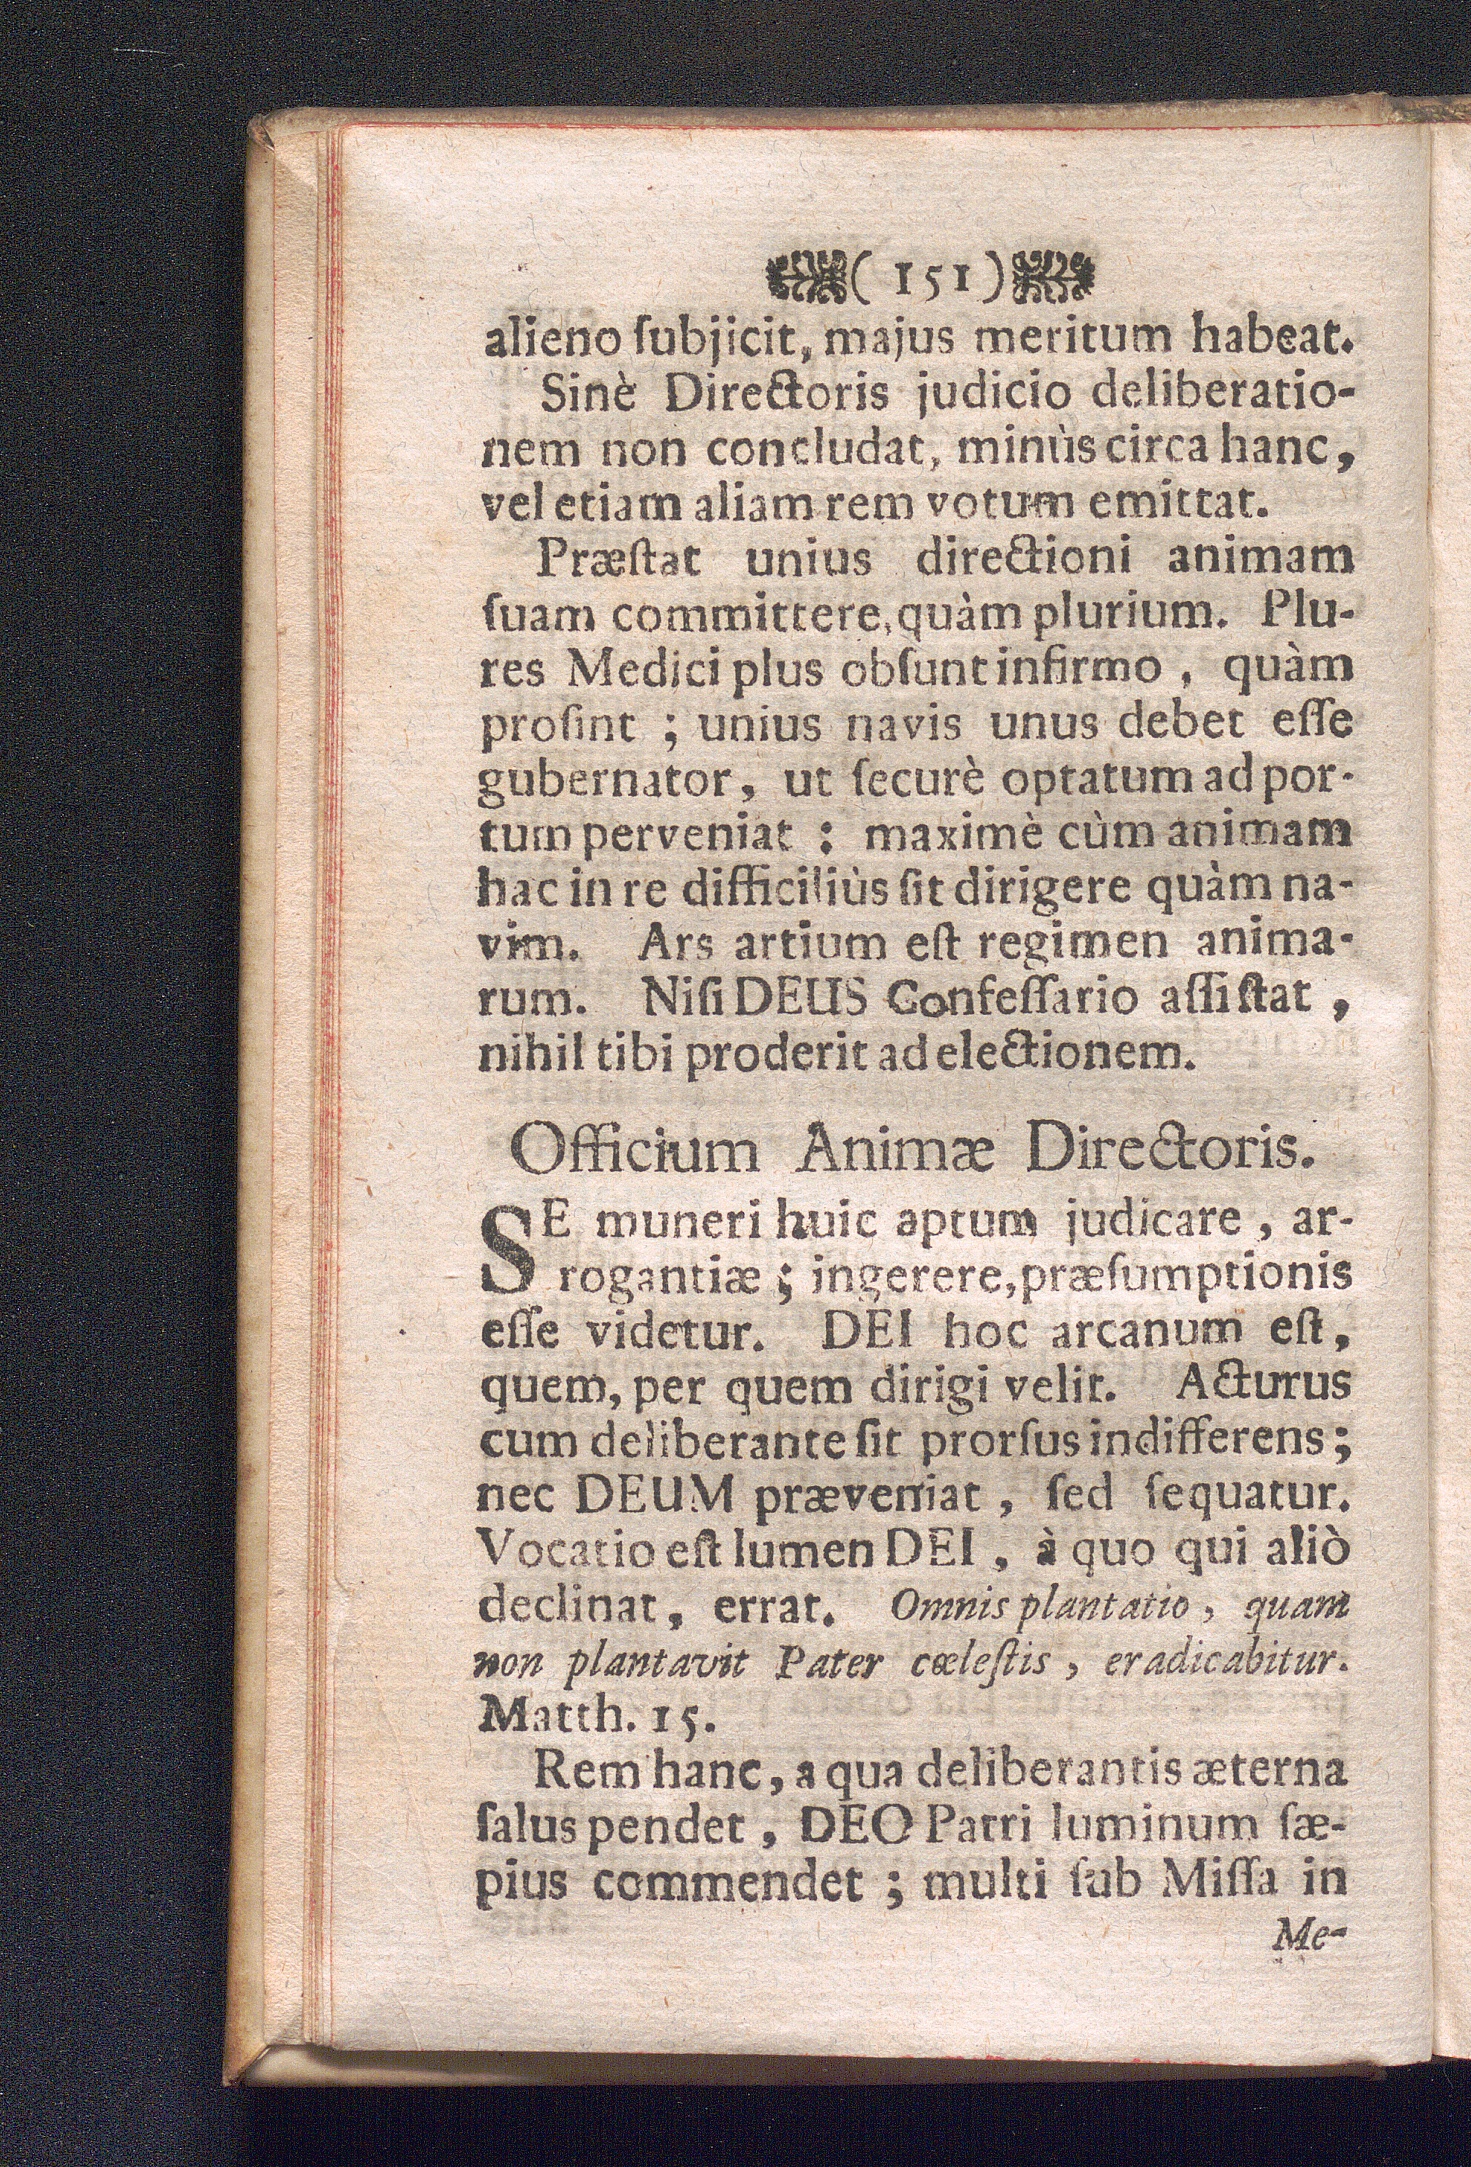 ( 151 )
alieno ſubjicit, majus meritum habeat.
Sinè Directoris judicio deliberatio-
nem non concludat, minùs circa hanc,
vel etiam aliam rem votum emittat.
Præſtat unius directioni animam
ſuam committere, quàm plurium. Plu-
res Medici plus obſunt infirmo, quàm
proſint ; unius navis unus debet eſſe
gubernator, ut ſecurè optatum ad por-
tum perveniat : maximè cùm animam
hac in re difficiliùs ſit dirigere quàm na-
vim. Ars artium eſt regimen anima-
rum. Niſi DEUS Confeſſario aſſiſtat,
nihil tibi proderit ad electionem.
Officium Animæ Directoris.
SE muneri huic aptum judicare, ar-
rogantiæ ; ingerere, præſumptionis
eſſe videtur. DEI hoc arcanum eſt,
quem, per quem dirigi velit. Acturus
cum deliberante ſit prorſus indifferens;
nec DEUM præveniat, ſed ſequatur.
Vocatio eſt lumen DEI, à quo qui aliò
declinat, errat. Omnis plantatio, quam
non plantavit Pater cœleſtis, eradicabitur.
Matth. 15.
Rem hanc, a qua deliberantis æterna
ſalus pendet, DEO Patri luminum ſæ-
pius commendet ; multi ſub Miſſa in
Me-